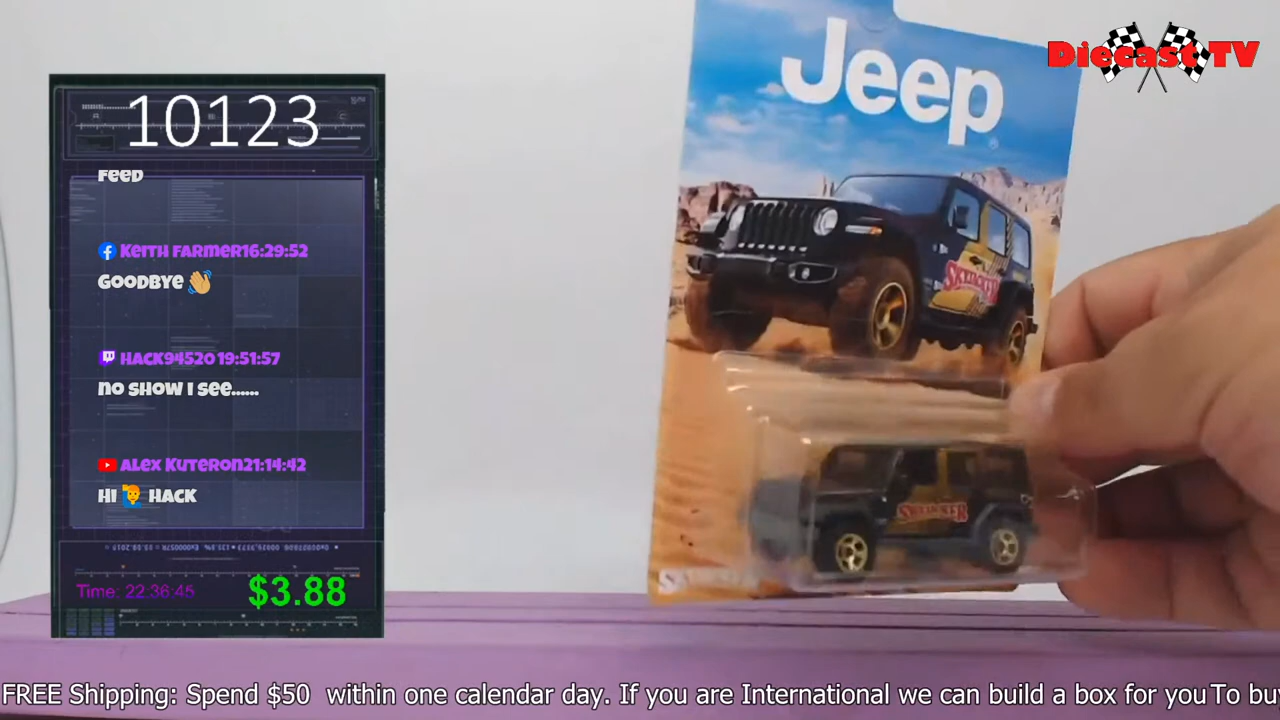 Jeep
Diecast TV
10123
FEED
Keith Farmer16:29:52
GOODBYE 👋
HACK94520 19:51:57
NO SHOW I SEE......
Alex Kuteron21:14:42
HI 🙋‍♂️ HACK
SKYJACKER
SKYJACKER
Time: 22:36:45
$3.88
FREE Shipping: Spend $50 within one calendar day. If you are International we can build a box for you To buy